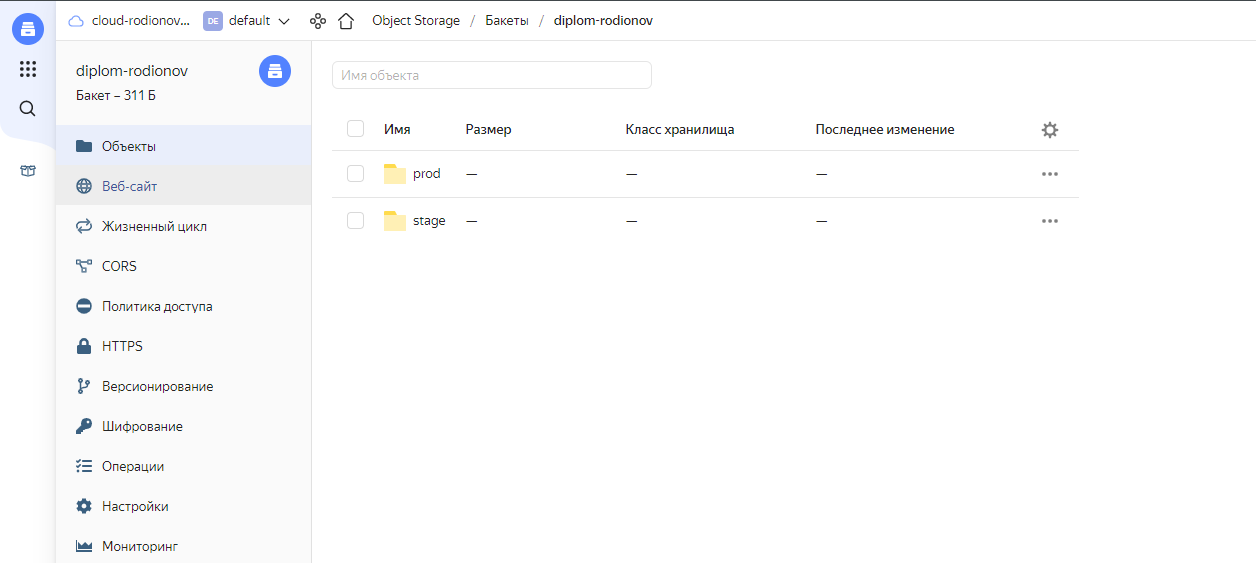 cloud-rodionov... DE default Object Storage / Бакеты / diplom-rodionov
diplom-rodionov
Бакет – 311 Б
Объекты
Веб-сайт
Жизненный цикл
CORS
Политика доступа
HTTPS
Версионирование
Шифрование
Операции
Настройки
Мониторинг
Имя объекта
Имя Размер Класс хранилища Последнее изменение
prod — — —
stage — — —